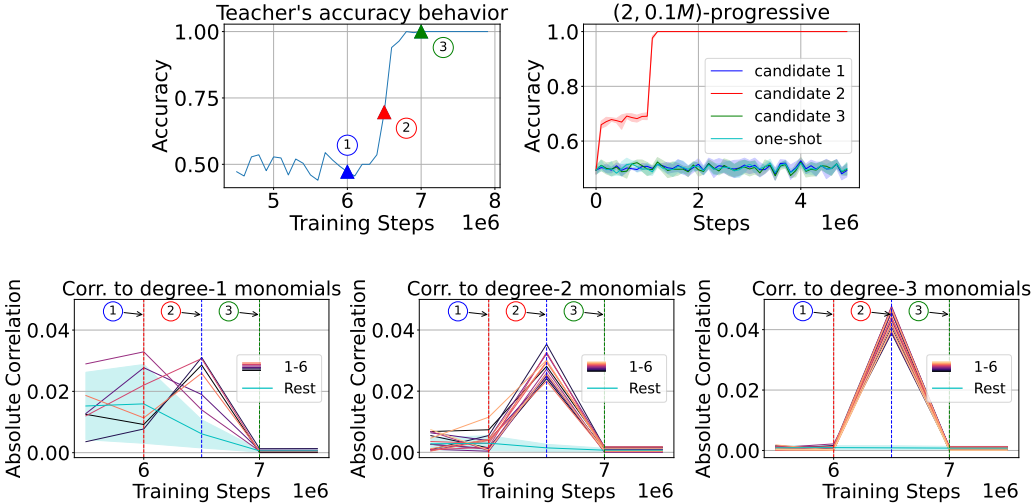 Teacher's accuracy behavior
1.00
0.75
0.50
Accuracy
1
2
3
5
6
7
8
Training Steps
1e6
(2, 0.1M)-progressive
1.0
0.8
0.6
Accuracy
candidate 1
candidate 2
candidate 3
one-shot
0
2
4
Steps
1e6
Corr. to degree-1 monomials
0.04
0.02
0.00
Absolute Correlation
1
2
3
1-6
Rest
6
7
Training Steps
1e6
Corr. to degree-2 monomials
0.04
0.02
0.00
Absolute Correlation
1
2
3
1-6
Rest
6
7
Training Steps
1e6
Corr. to degree-3 monomials
0.04
0.02
0.00
Absolute Correlation
1
2
3
1-6
Rest
6
7
Training Steps
1e6